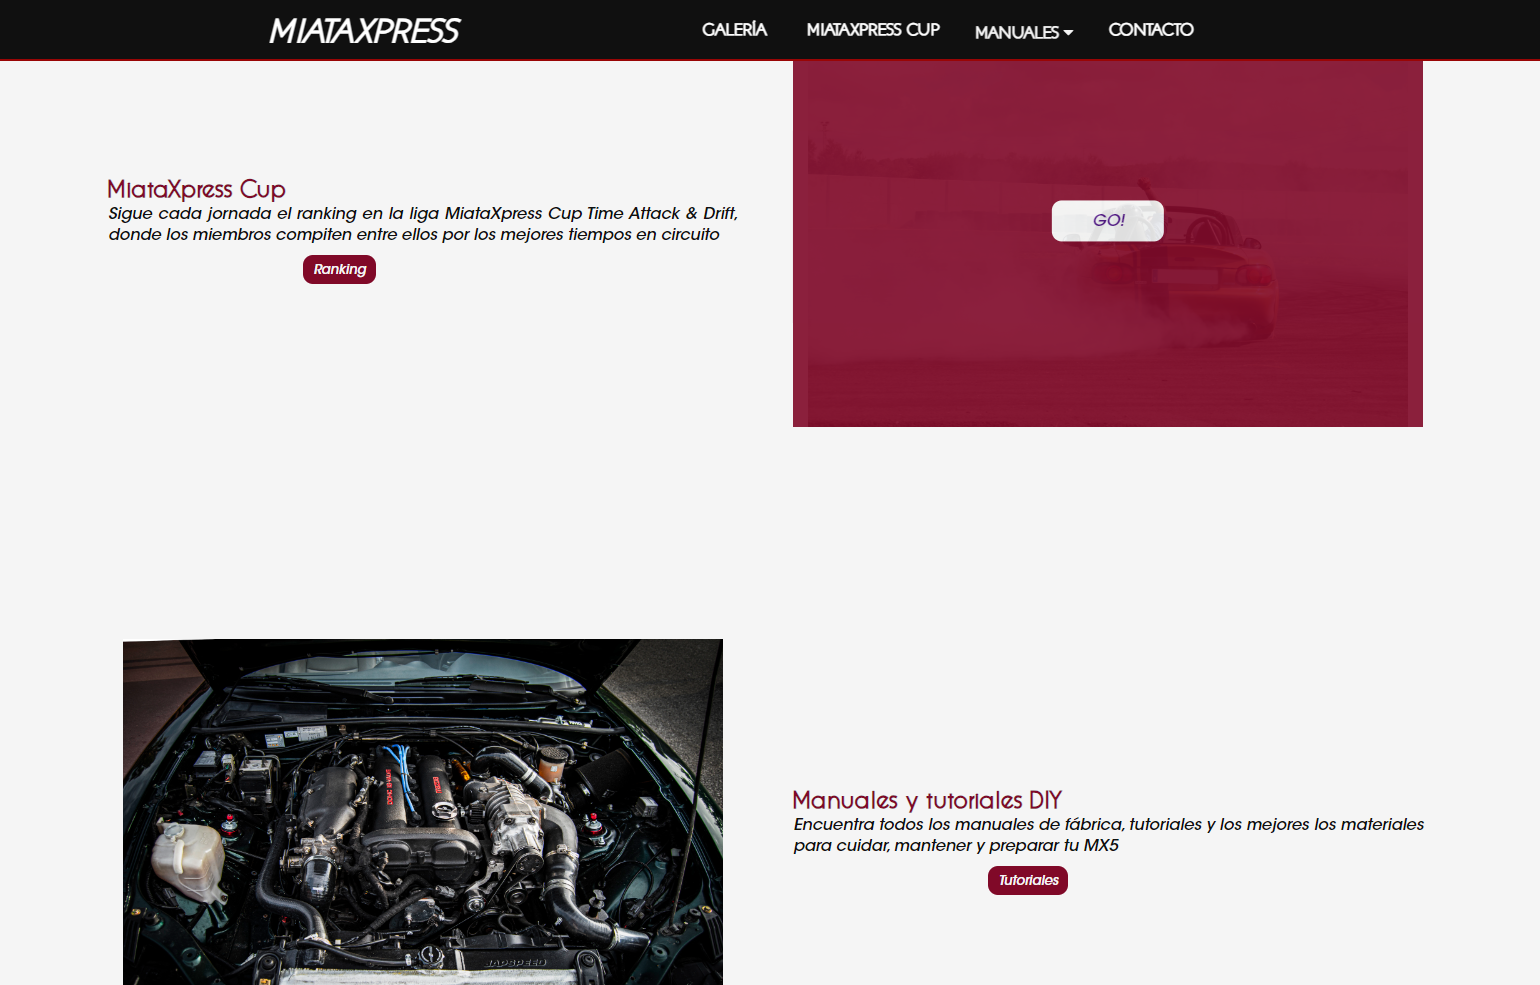 MIATAXPRESS
GALERÍA MIATAXPRESS CUP MANUALES CONTACTO
MiataXpress Cup
Sigue cada jornada el ranking en la liga MiataXpress Cup Time Attack & Drift,
donde los miembros compiten entre ellos por los mejores tiempos en circuito
Ranking
GO!
Manuales y tutoriales DIY
Encuentra todos los manuales de fábrica, tutoriales y los mejores los materiales
para cuidar, mantener y preparar tu MX5
Tutoriales
JAPSPEED